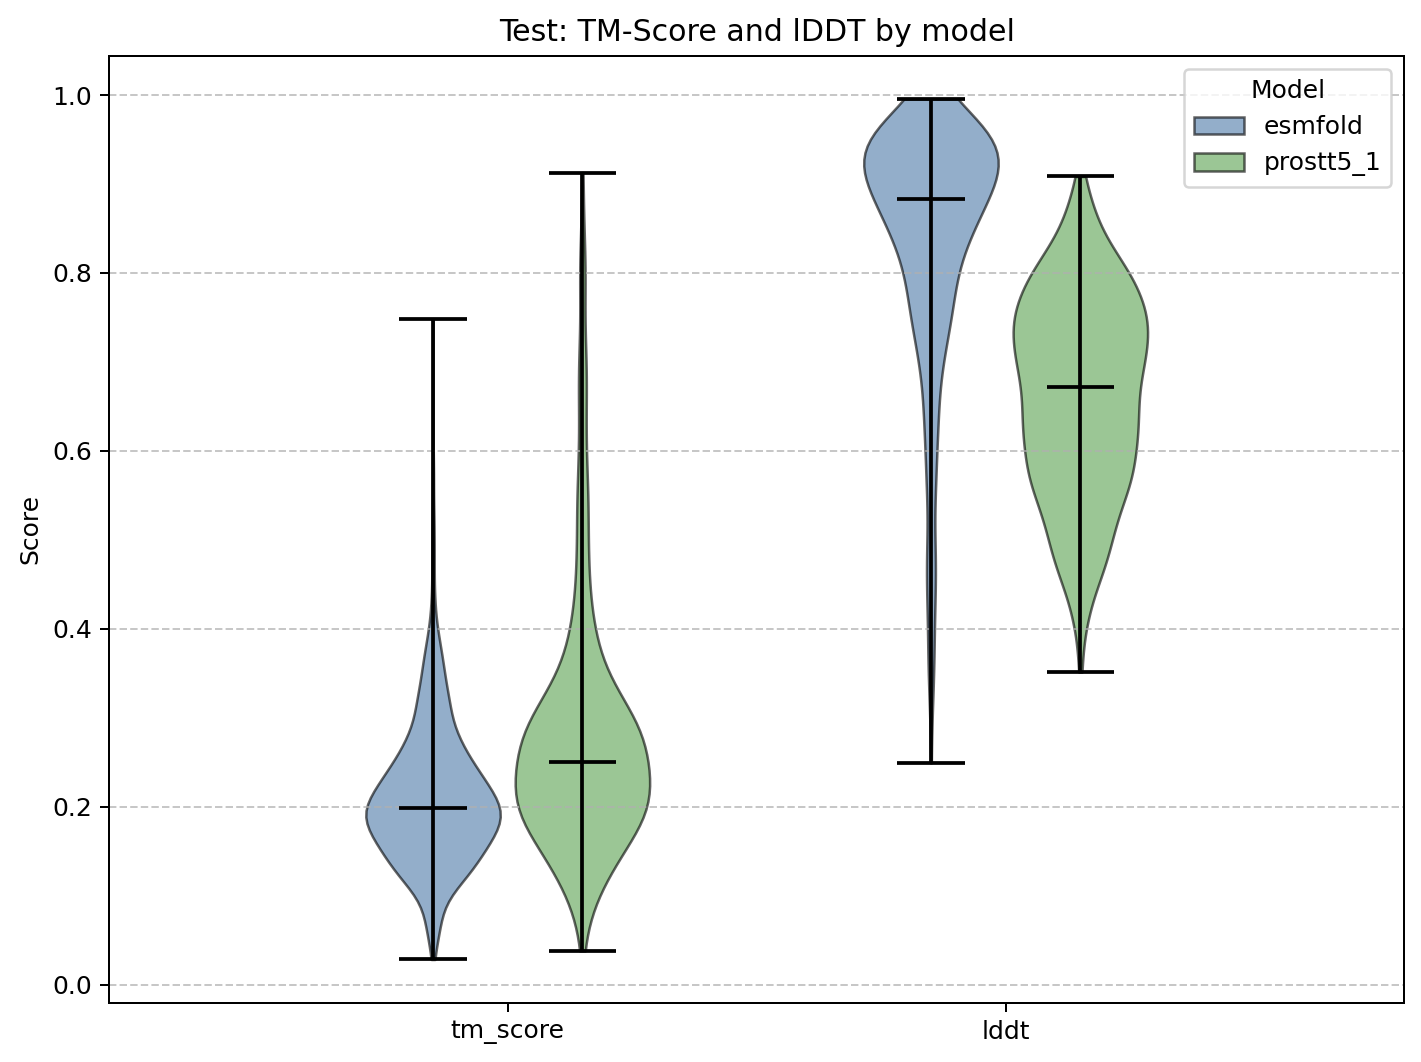 Test: TM-Score and lDDT by model
Model
esmfold
prostt5_1
1.0
0.8
0.6
0.4
0.2
0.0
Score
tm_score
lddt